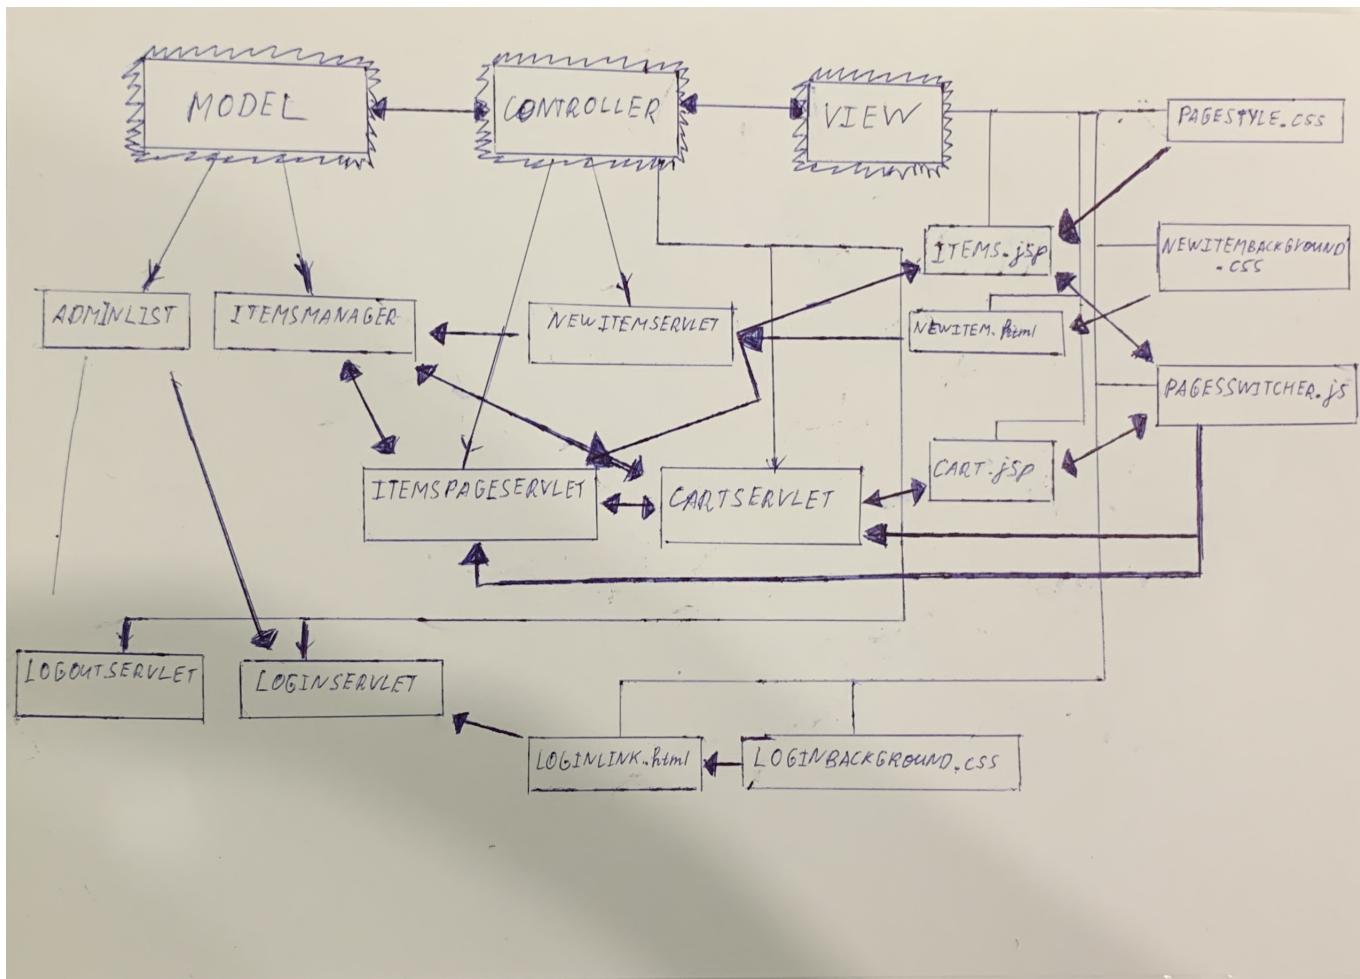 MODEL
CONTROLLER
VIEW
PAGESTYLE.CSS
ITEMS.jsp
NEWITEMBACKGROUND
.CSS
ADMINLIST
ITEMSMANAGER
NEWITEMSERVLET
NEWITEM.html
PAGESSWITCHER.js
CART.jsp
ITEMSPAGESERVLET
CARTSERVLET
LOGOUTSERVLET
LOGINSERVLET
LOGINLINK.html
LOGINBACKGROUND.CSS